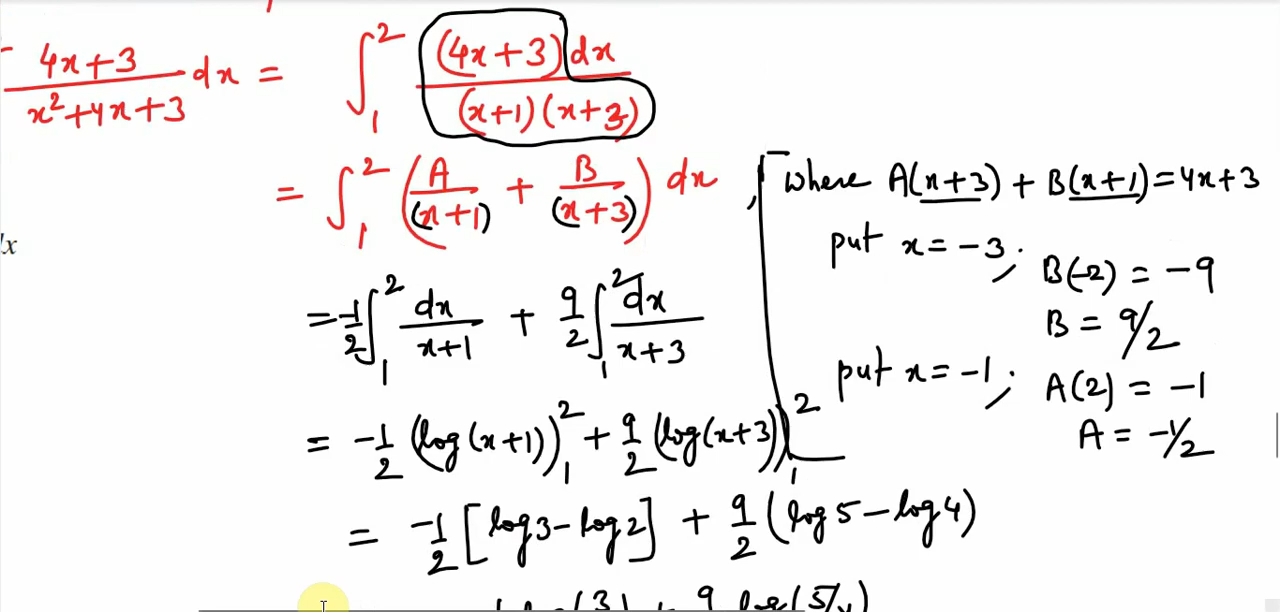 4x+3/x²+4x+3 dx = ∫₁² (4x+3)dx/(x+1)(x+3)
= ∫₁² (A/(x+1) + B/(x+3)) dx, where A(x+3) + B(x+1) = 4x+3
put x = -3; B(-2) = -9
B = 9/2
put x = -1; A(2) = -1
A = -1/2
dx
= -1/2 ∫₁² dx/x+1 + 9/2 ∫₁² dx/x+3
= -1/2 (log(x+1))₁² + 9/2 (log(x+3))₁²
= -1/2 [log3 - log2] + 9/2 (log5 - log4)